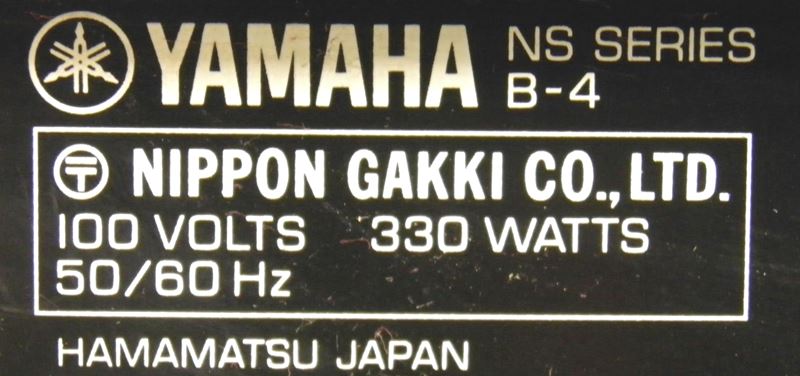 YAMAHA NS SERIES
B-4
〒 NIPPON GAKKI CO., LTD.
100 VOLTS 330 WATTS
50/60 Hz
HAMAMATSU JAPAN